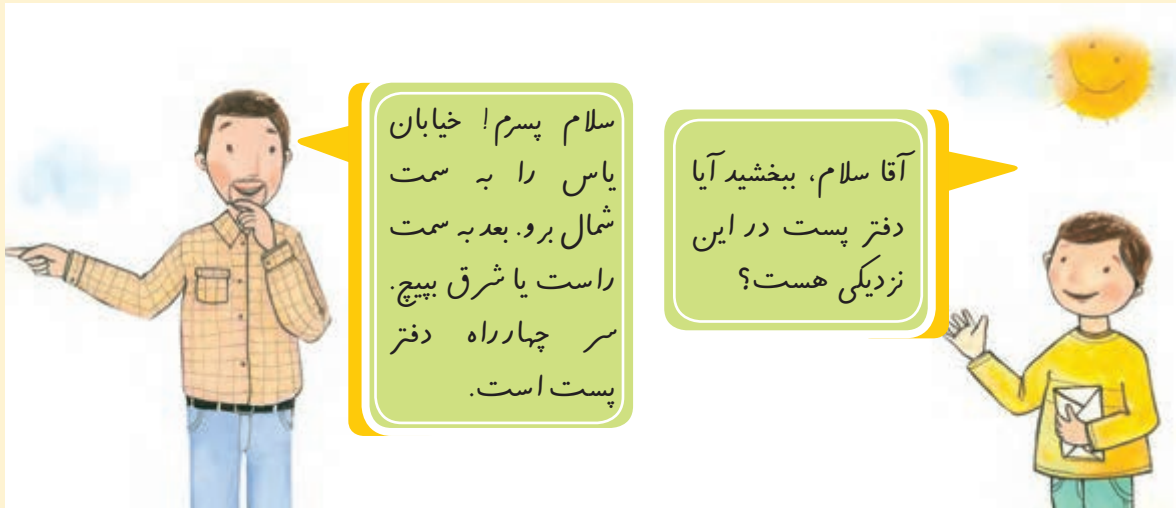 آقا سلام، ببخشید آیا
دفتر پست در این
نزدیکی هست؟
سلام پسرم! خیابان
یاس را به سمت
شمال برو. بعد به سمت
راست یا شرق بپیچ.
سر چهارراه دفتر
پست است.